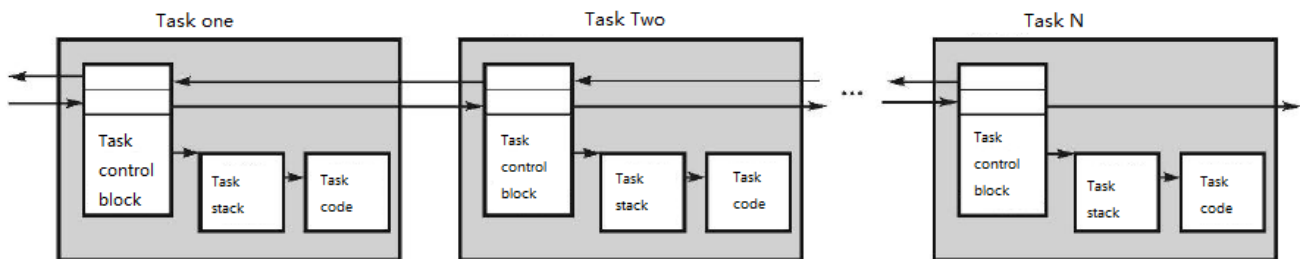 Task one
Task Two
Task N
...
Task
control
block
Task
stack
Task
code
Task
control
block
Task
stack
Task
code
Task
control
block
Task
stack
Task
code